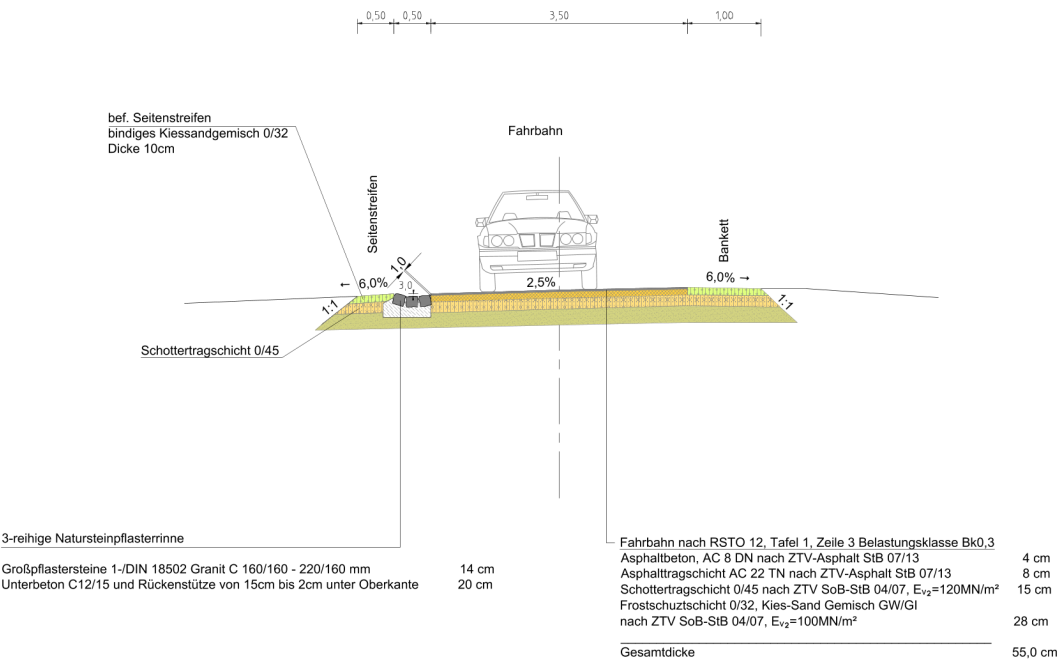 0,50 0,50 3,50 1,00
bef. Seitenstreifen
bindiges Kiessandgemisch 0/32
Dicke 10cm
Fahrbahn
Seitenstreifen
Bankett
1,0
← 6,0%
3,0
2,5%
6,0% →
1:1
1:1
Schottertragschicht 0/45
3-reihige Natursteinpflasterrinne
Großpflastersteine 1-/DIN 18502 Granit C 160/160 - 220/160 mm 14 cm
Unterbeton C12/15 und Rückenstütze von 15cm bis 2cm unter Oberkante 20 cm
Fahrbahn nach RSTO 12, Tafel 1, Zeile 3 Belastungsklasse Bk0,3
Asphaltbeton, AC 8 DN nach ZTV-Asphalt StB 07/13 4 cm
Asphalttragschicht AC 22 TN nach ZTV-Asphalt StB 07/13 8 cm
Schottertragschicht 0/45 nach ZTV SoB-StB 04/07, Ev₂=120MN/m² 15 cm
Frostschuztschicht 0/32, Kies-Sand Gemisch GW/GI
nach ZTV SoB-StB 04/07, Ev₂=100MN/m² 28 cm
Gesamtdicke 55,0 cm